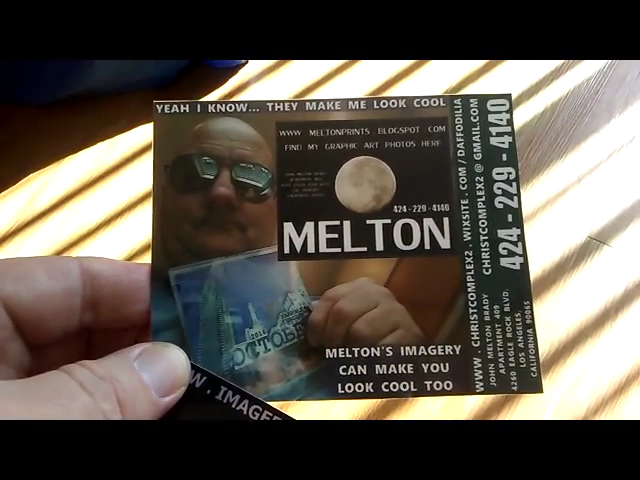 YEAH I KNOW... THEY MAKE ME LOOK COOL
WWW. MELTONPRINTS . BLOGSPOT . COM
FIND MY GRAPHIC ART PHOTOS HERE
424-229-4140
MELTON
2016
OCTOBER
MELTON'S IMAGERY
CAN MAKE YOU
LOOK COOL TOO
WWW . CHRISTCOMPLEX2 . WIXSITE . COM / DAFFODILIA
CHRISTCOMPLEX2 @ GMAIL.COM
424 - 229 - 4140
JOHN MELTON BRADY
APARTMENT 409
4260 EAGLE ROCK BLVD.
LOS ANGELES,
CALIFORNIA 90065